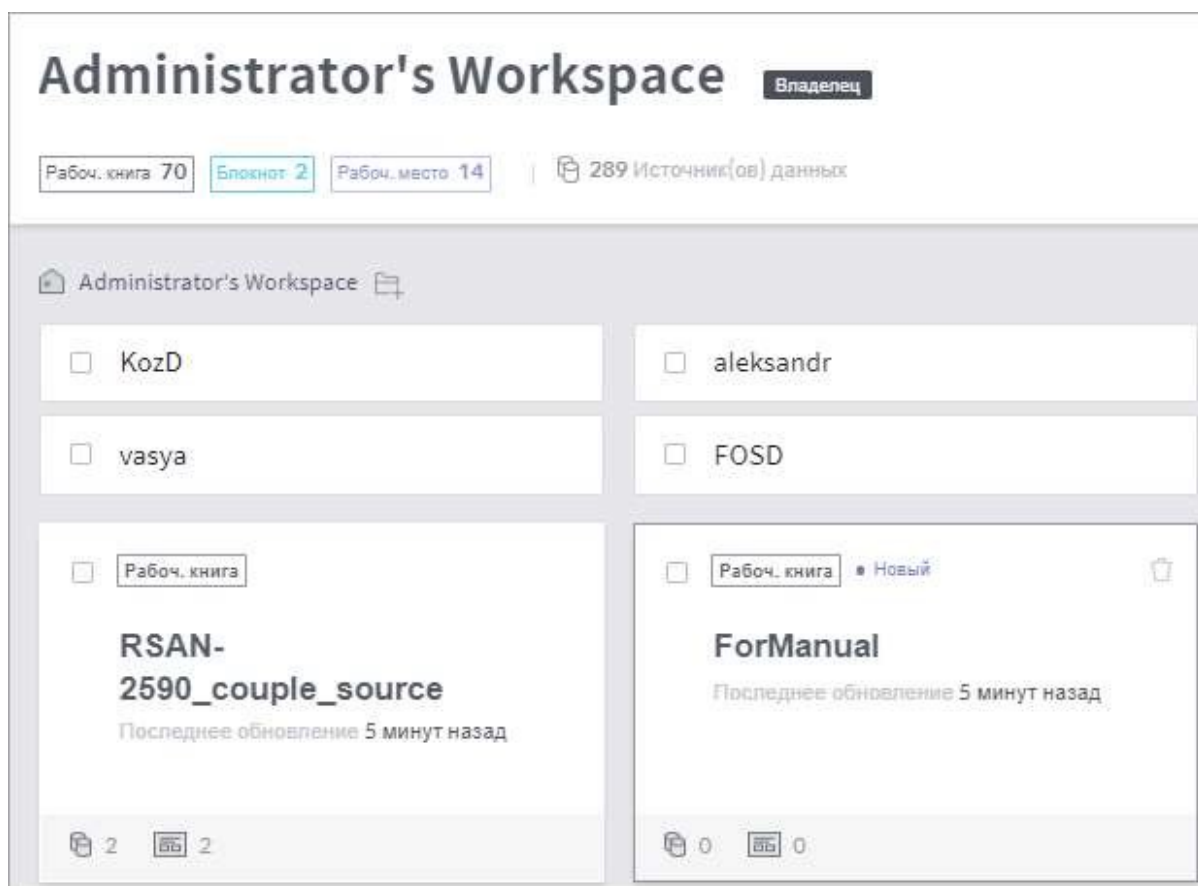 Administrator's Workspace Владелец
Рабоч. книга 70 Блокнот 2 Рабоч. место 14 289 Источник(ов) данных
Administrator's Workspace
KozD aleksandr
vasya FOSD
Рабоч. книга
RSAN-
2590_couple_source
Последнее обновление 5 минут назад
2 2
Рабоч. книга • Новый
ForManual
Последнее обновление 5 минут назад
0 0